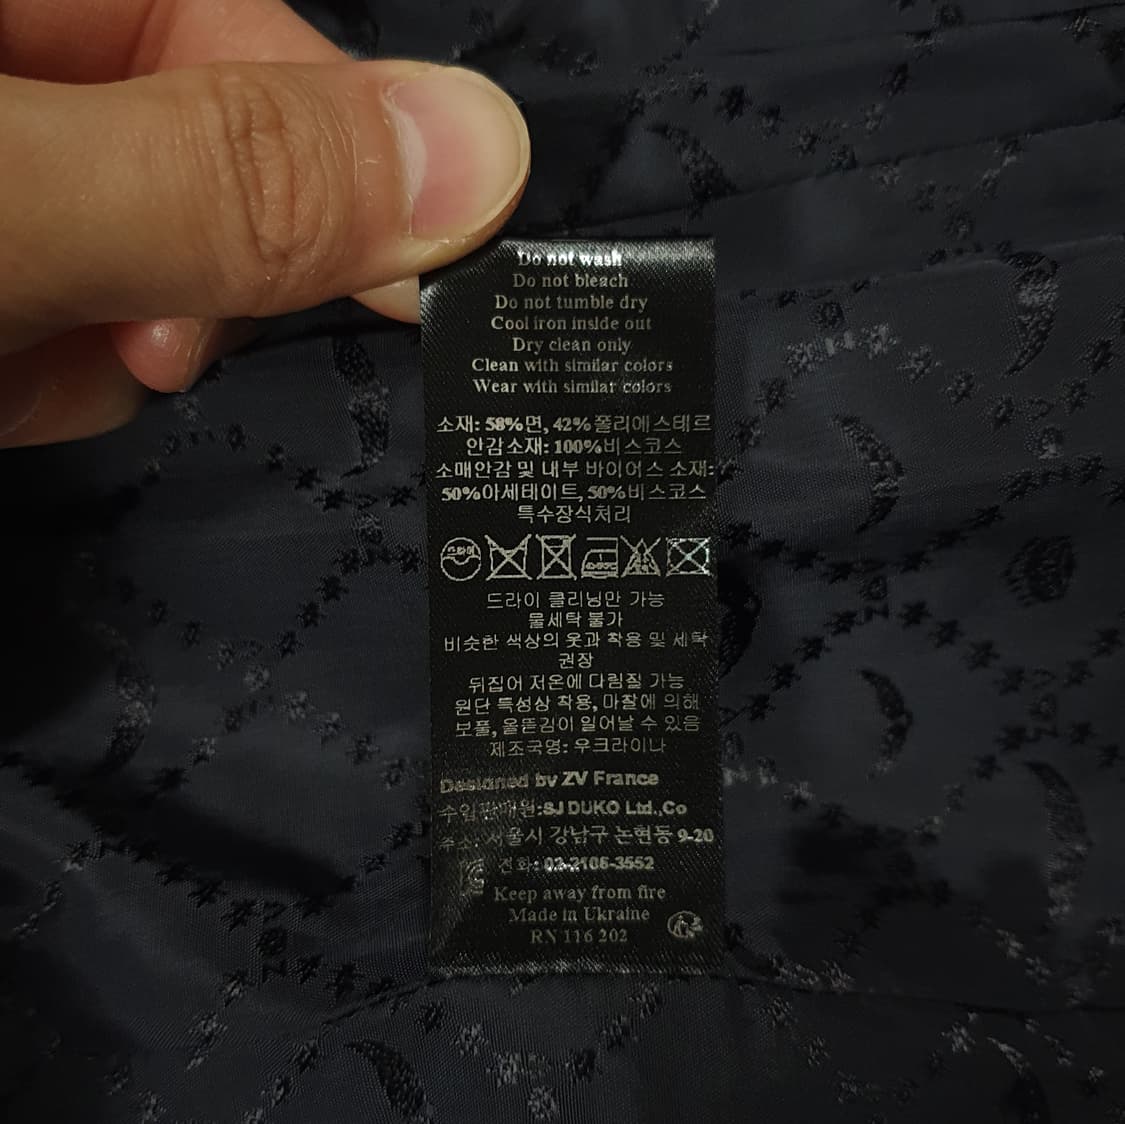 Do not wash
Do not bleach
Do not tumble dry
Cool iron inside out
Dry clean only
Clean with similar colors
Wear with similar colors
소재: 58%면, 42%폴리에스테르
안감소재: 100%비스코스
소매안감 및 내부 바이어스 소재:
50%아세테이트, 50%비스코스
특수장식처리
드라이
드라이 클리닝만 가능
물세탁 불가
비슷한 색상의 옷과 착용 및 세탁
권장
뒤집어 저온에 다림질 가능
원단 특성상 착용, 마찰에 의해
보풀, 올뜯김이 일어날 수 있음
제조국명: 우크라이나
Designed by ZV France
수입판매원:SJ DUKO Ltd.,Co
주소: 서울시 강남구 논현동 9-20
전화: 02-2106-3552
Keep away from fire
Made in Ukraine
RN 116 202